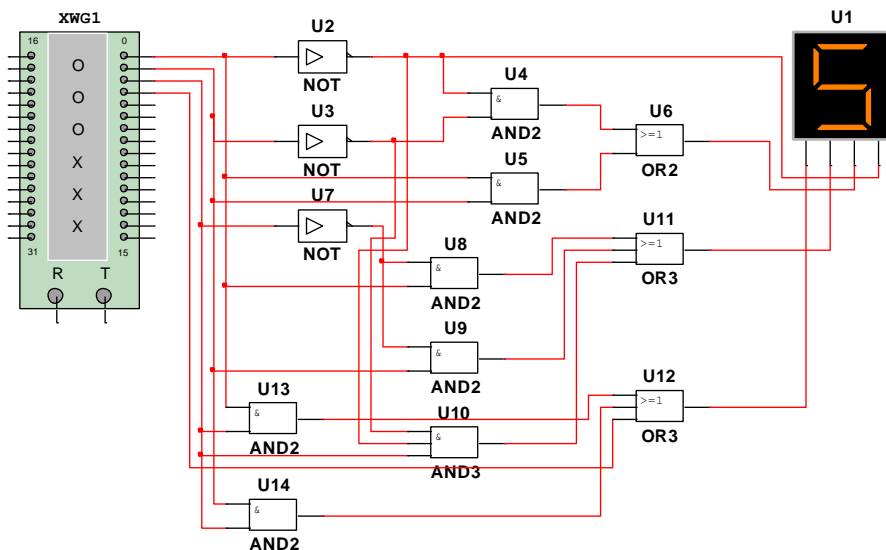 XWG1
16 0
O
O
O
X
X
X
31 15
R T
U2
NOT
U3
NOT
U7
NOT
U4
&
AND2
U5
&
AND2
U6
>=1
OR2
U1
5
U8
&
AND2
U9
&
AND2
U11
>=1
OR3
U13
&
AND2
U10
&
AND3
U12
>=1
OR3
U14
&
AND2